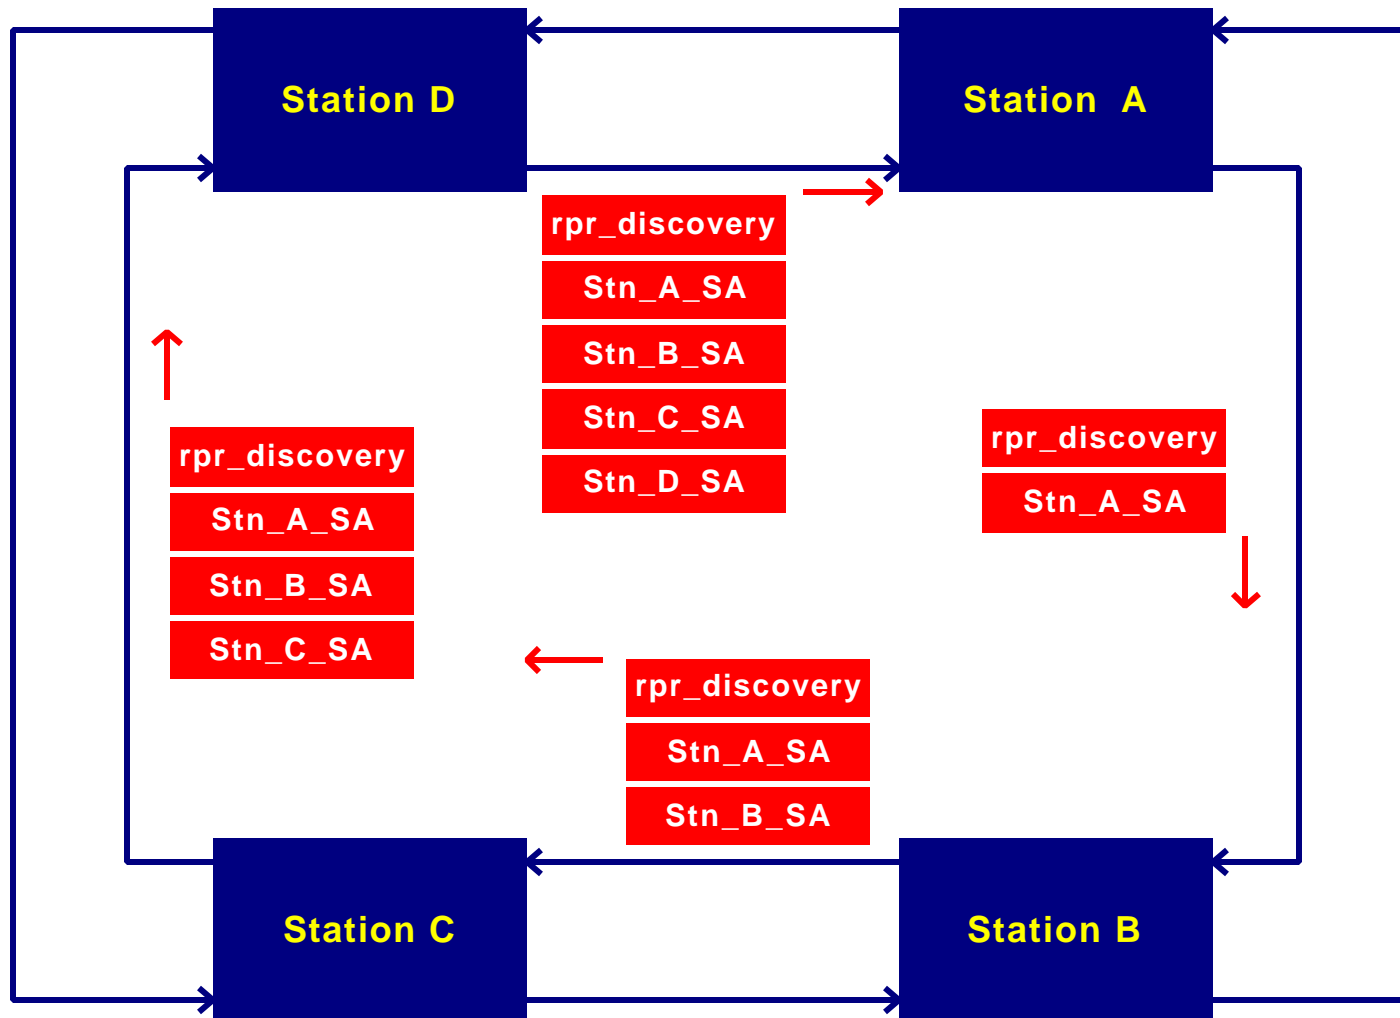 Station D
Station A
rpr_discovery
Stn_A_SA
Stn_B_SA
Stn_C_SA
Stn_D_SA
rpr_discovery
Stn_A_SA
rpr_discovery
Stn_A_SA
Stn_B_SA
Stn_C_SA
rpr_discovery
Stn_A_SA
Stn_B_SA
Station C
Station B